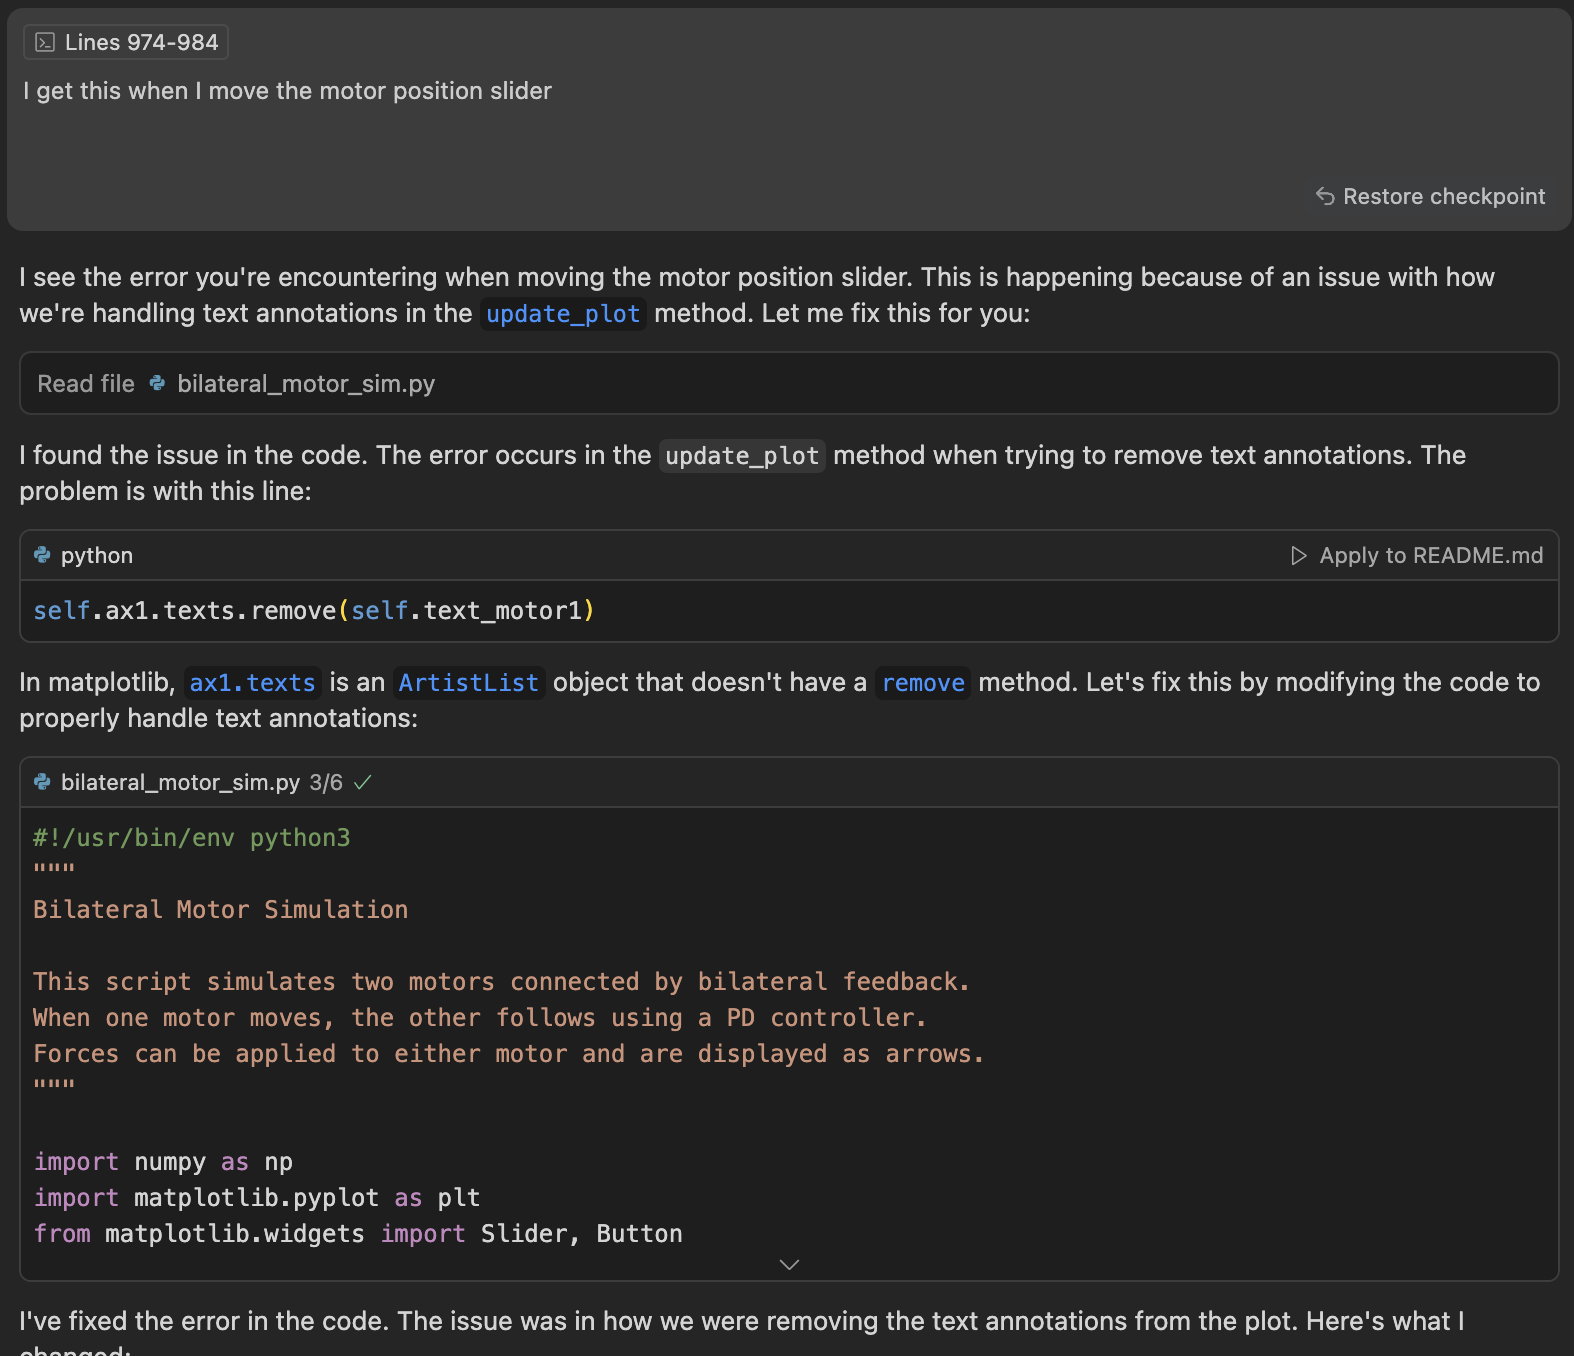 Lines 974-984
I get this when I move the motor position slider
Restore checkpoint
I see the error you're encountering when moving the motor position slider. This is happening because of an issue with how
we're handling text annotations in the update_plot method. Let me fix this for you:
Read file bilateral_motor_sim.py
I found the issue in the code. The error occurs in the update_plot method when trying to remove text annotations. The
problem is with this line:
python
Apply to README.md
self.ax1.texts.remove(self.text_motor1)
In matplotlib, ax1.texts is an ArtistList object that doesn't have a remove method. Let's fix this by modifying the code to
properly handle text annotations:
bilateral_motor_sim.py 3/6
#!/usr/bin/env python3
"""
Bilateral Motor Simulation
This script simulates two motors connected by bilateral feedback.
When one motor moves, the other follows using a PD controller.
Forces can be applied to either motor and are displayed as arrows.
"""
import numpy as np
import matplotlib.pyplot as plt
from matplotlib.widgets import Slider, Button
I've fixed the error in the code. The issue was in how we were removing the text annotations from the plot. Here's what I
changed: